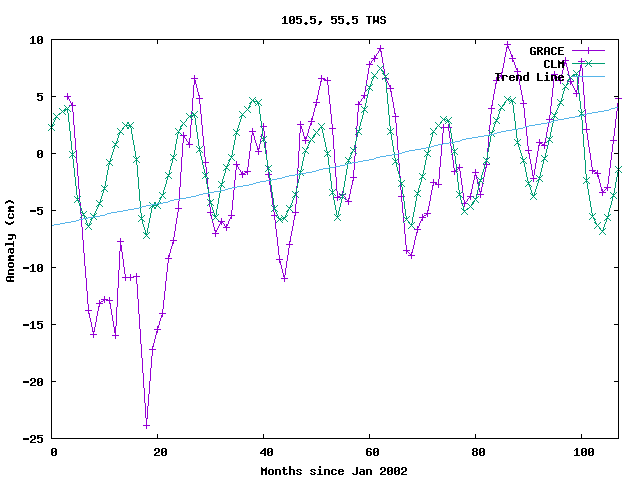 105.5, 55.5 TWS
GRACE
CLM
Trend Line
10
5
0
-5
-10
-15
-20
-25
Anomaly (cm)
0 20 40 60 80 100
Months since Jan 2002